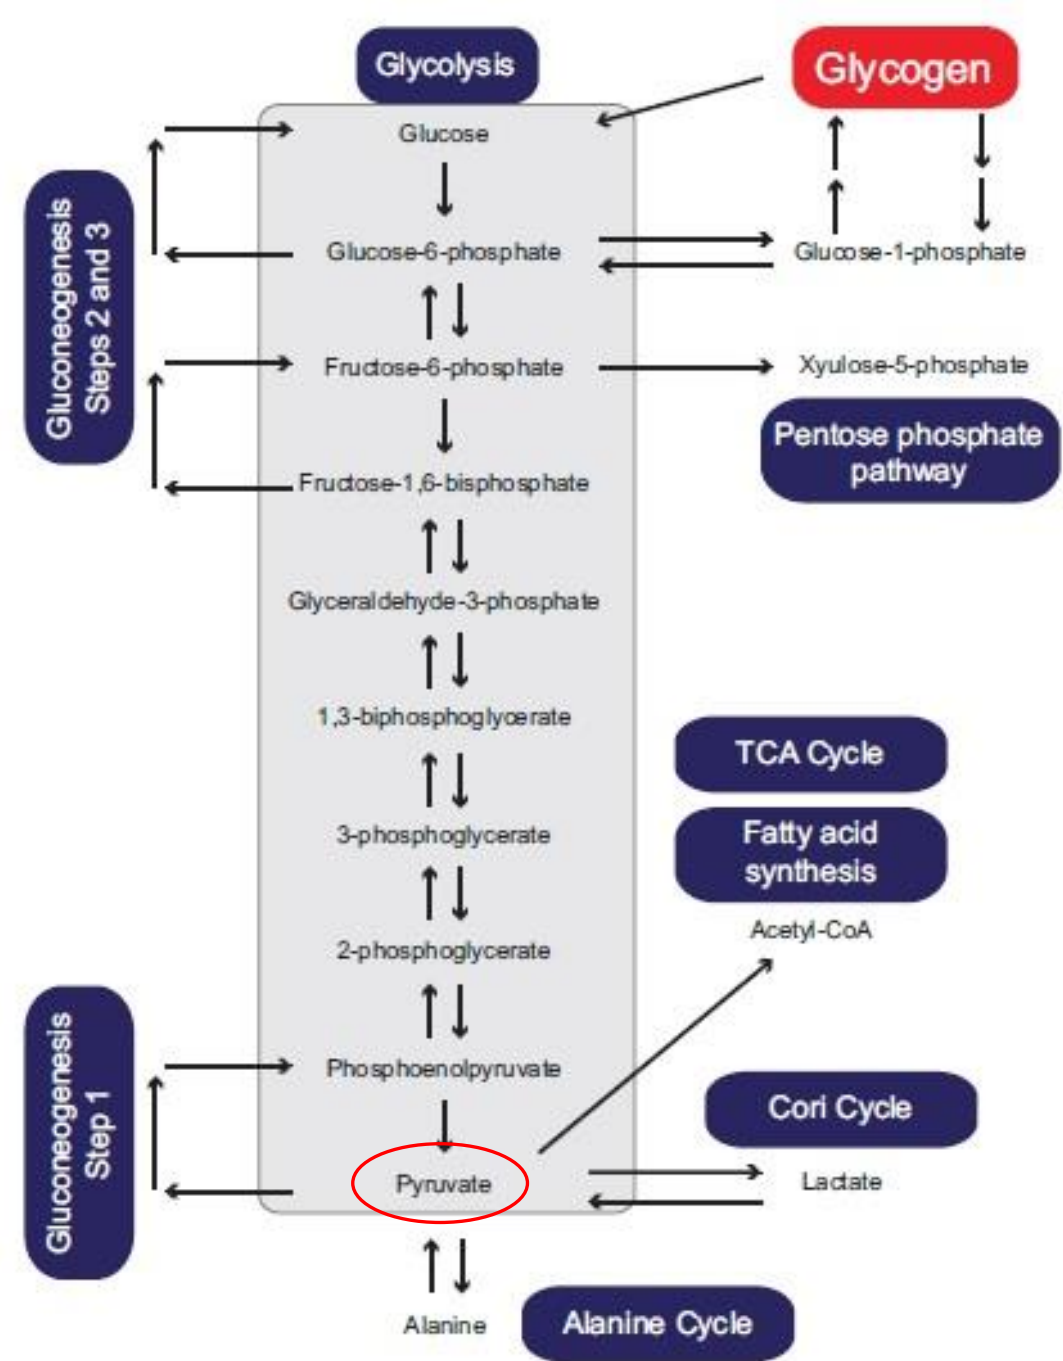 Glycolysis
Glycogen
Glucose
Gluconeogenesis
Steps 2 and 3
Glucose-6-phosphate
Glucose-1-phosphate
Fructose-6-phosphate
Xyulose-5-phosphate
Pentose phosphate
pathway
Fructose-1,6-bisphosphate
Glyceraldehyde-3-phosphate
1,3-biphosphoglycerate
TCA Cycle
3-phosphoglycerate
Fatty acid
synthesis
Acetyl-CoA
2-phosphoglycerate
Gluconeogenesis
Step 1
Phosphoenolpyruvate
Cori Cycle
Pyruvate
Lactate
Alanine
Alanine Cycle